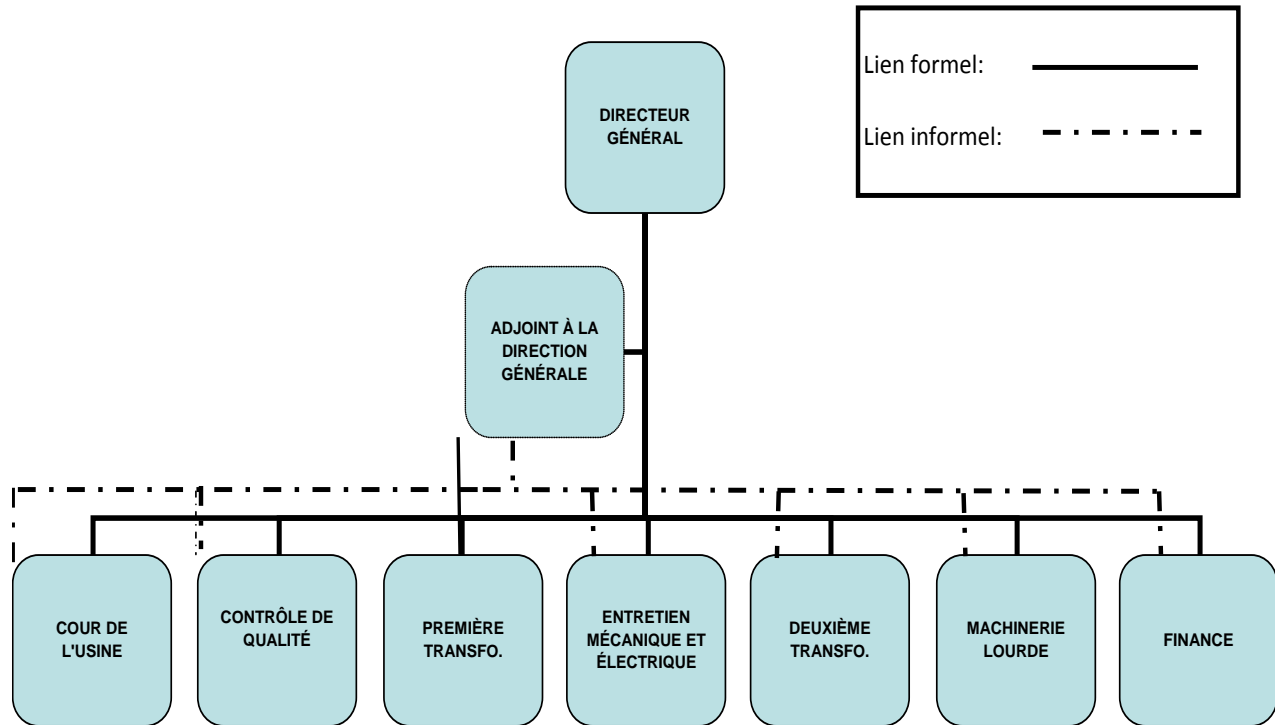 Lien formel:
Lien informel:
DIRECTEUR
GÉNÉRAL
ADJOINT À LA
DIRECTION
GÉNÉRALE
COUR DE
L'USINE
CONTRÔLE DE
QUALITÉ
PREMIÈRE
TRANSFO.
ENTRETIEN
MÉCANIQUE ET
ÉLECTRIQUE
DEUXIÈME
TRANSFO.
MACHINERIE
LOURDE
FINANCE